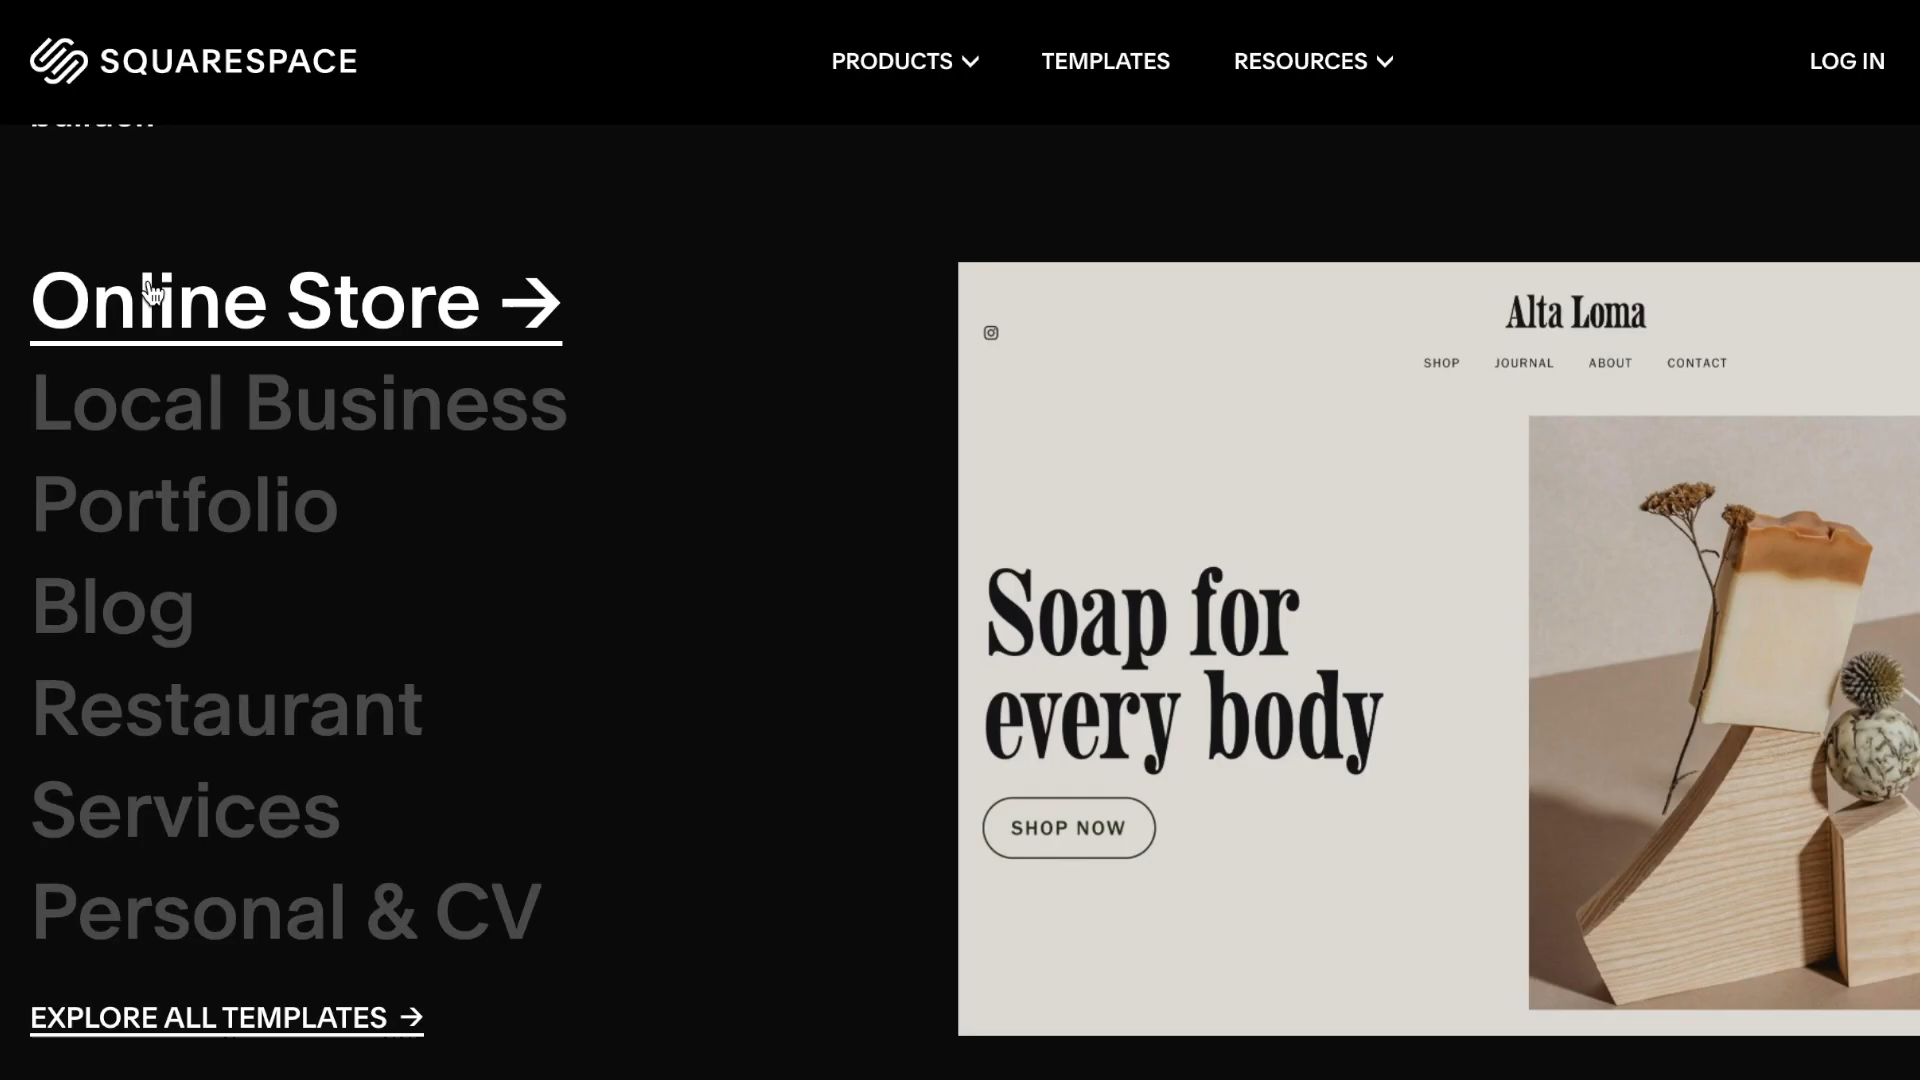 SQUARESPACE
PRODUCTS
TEMPLATES
RESOURCES
LOG IN
Online Store →
Local Business
Portfolio
Blog
Restaurant
Services
Personal & CV
EXPLORE ALL TEMPLATES →
Alta Loma
SHOP
JOURNAL
ABOUT
CONTACT
Soap for
every body
SHOP NOW